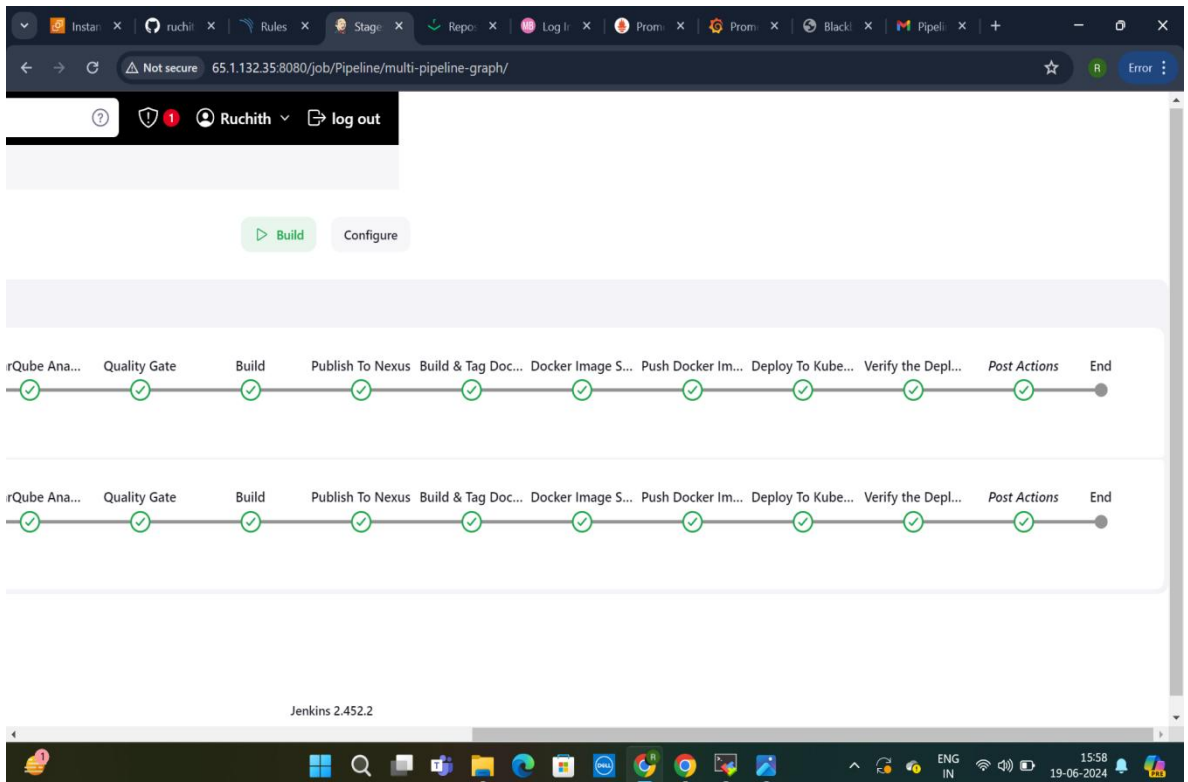 Instan ruchit Rules Stage Repos Log In Prom Prom Blackl Pipeli
Not secure 65.1.132.35:8080/job/Pipeline/multi-pipeline-graph/ R Error
1 Ruchith log out
Build Configure
rQube Ana... Quality Gate Build Publish To Nexus Build & Tag Doc... Docker Image S... Push Docker Im... Deploy To Kube... Verify the Depl... Post Actions End
rQube Ana... Quality Gate Build Publish To Nexus Build & Tag Doc... Docker Image S... Push Docker Im... Deploy To Kube... Verify the Depl... Post Actions End
Jenkins 2.452.2
ENG 15:58
IN 19-06-2024